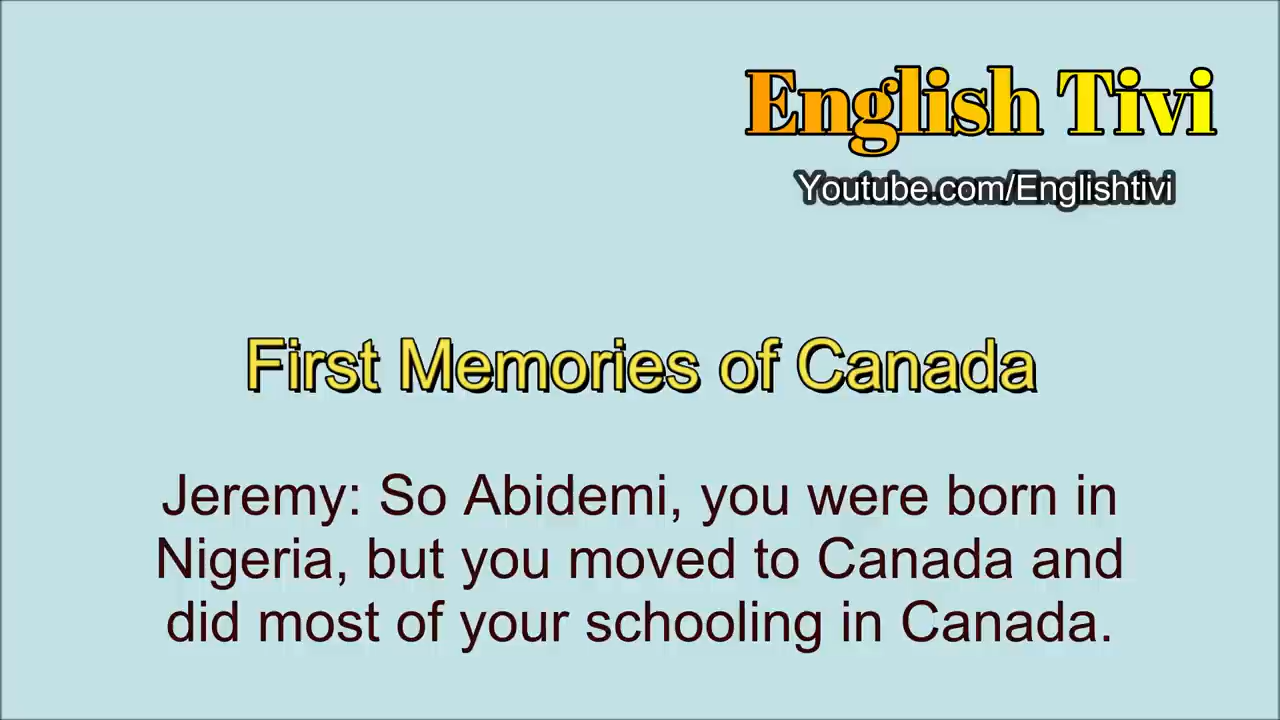 English Tivi
Youtube.com/Englishtivi
First Memories of Canada
Jeremy: So Abidemi, you were born in
Nigeria, but you moved to Canada and
did most of your schooling in Canada.